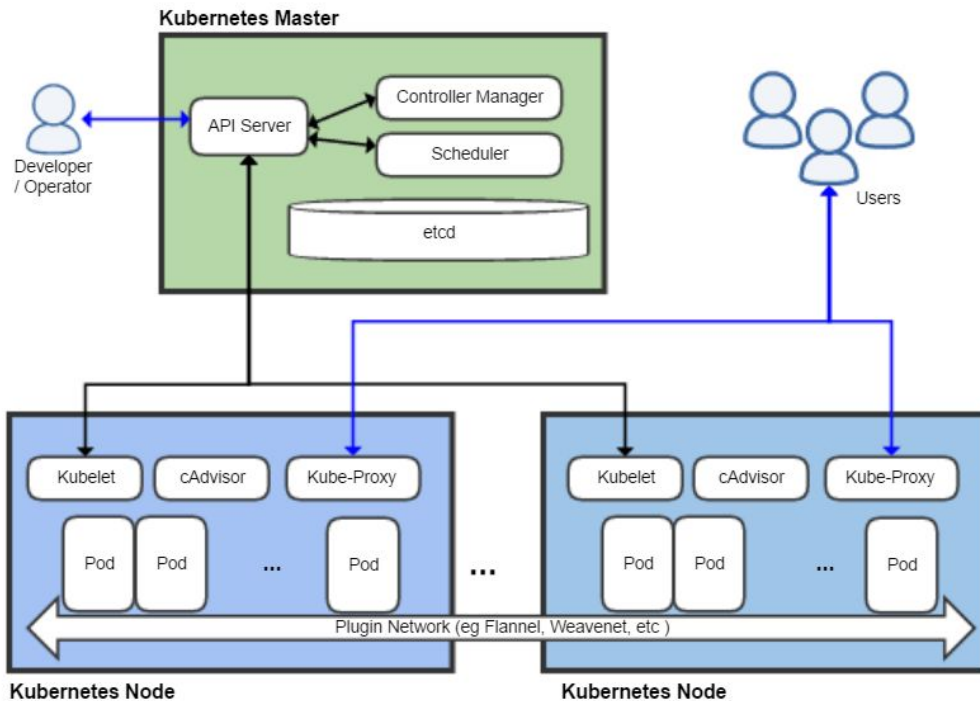 Kubernetes Master
API Server
Controller Manager
Scheduler
etcd
Developer
/ Operator
Users
Kubelet
cAdvisor
Kube-Proxy
Pod
Pod
...
Pod
...
Kubelet
cAdvisor
Kube-Proxy
Pod
Pod
...
Pod
Plugin Network (eg Flannel, Weavenet, etc )
Kubernetes Node
Kubernetes Node